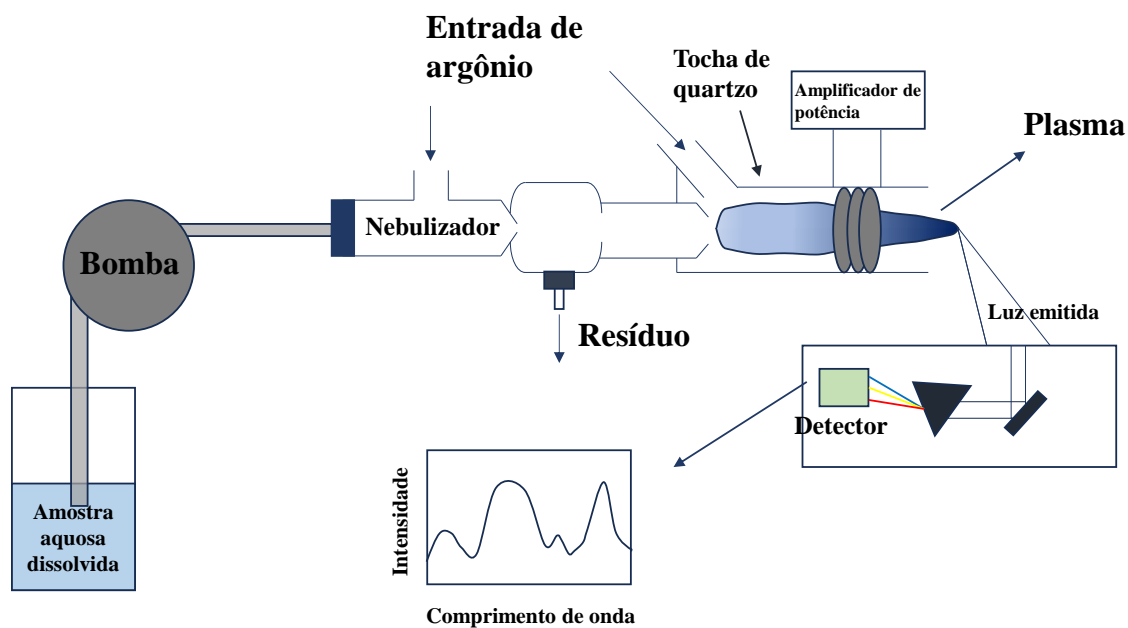 Entrada de
argônio
Tocha de
quartzo
Amplificador de
potência
Plasma
Nebulizador
Bomba
Resíduo
Luz emitida
Detector
Amostra
aquosa
dissolvida
Intensidade
Comprimento de onda